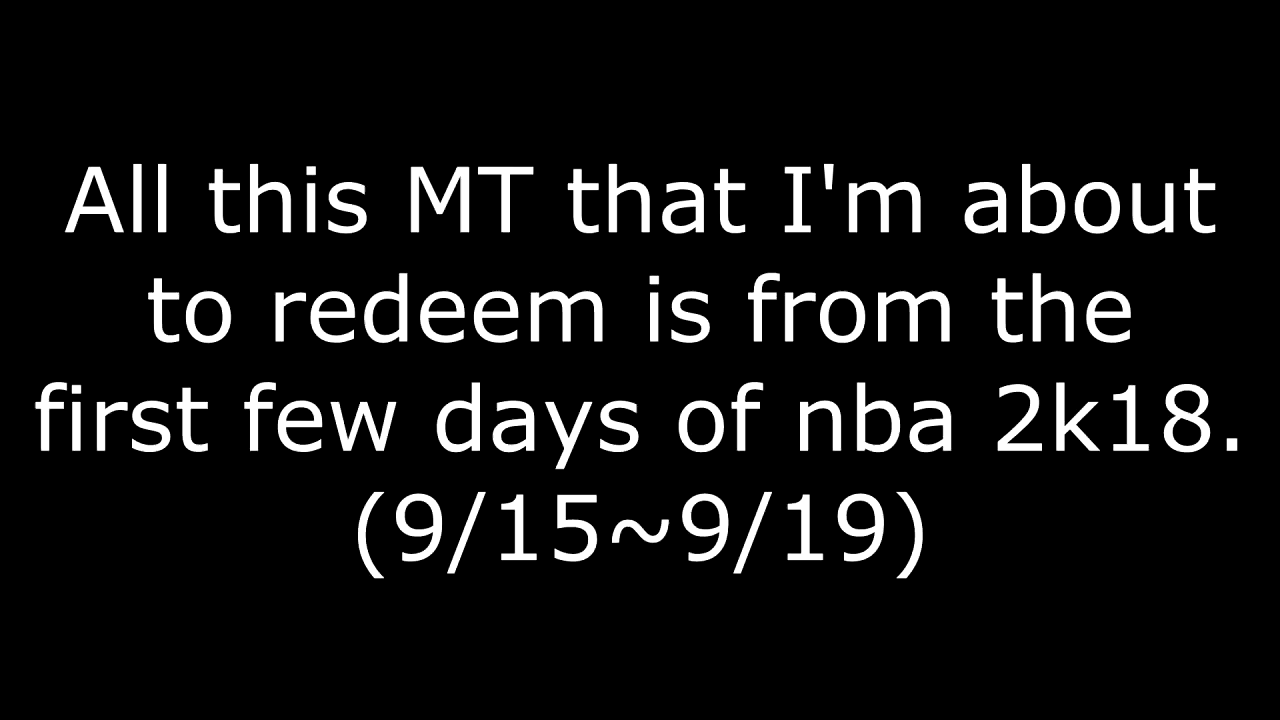 All this MT that I'm about
to redeem is from the
first few days of nba 2k18.
(9/15~9/19)